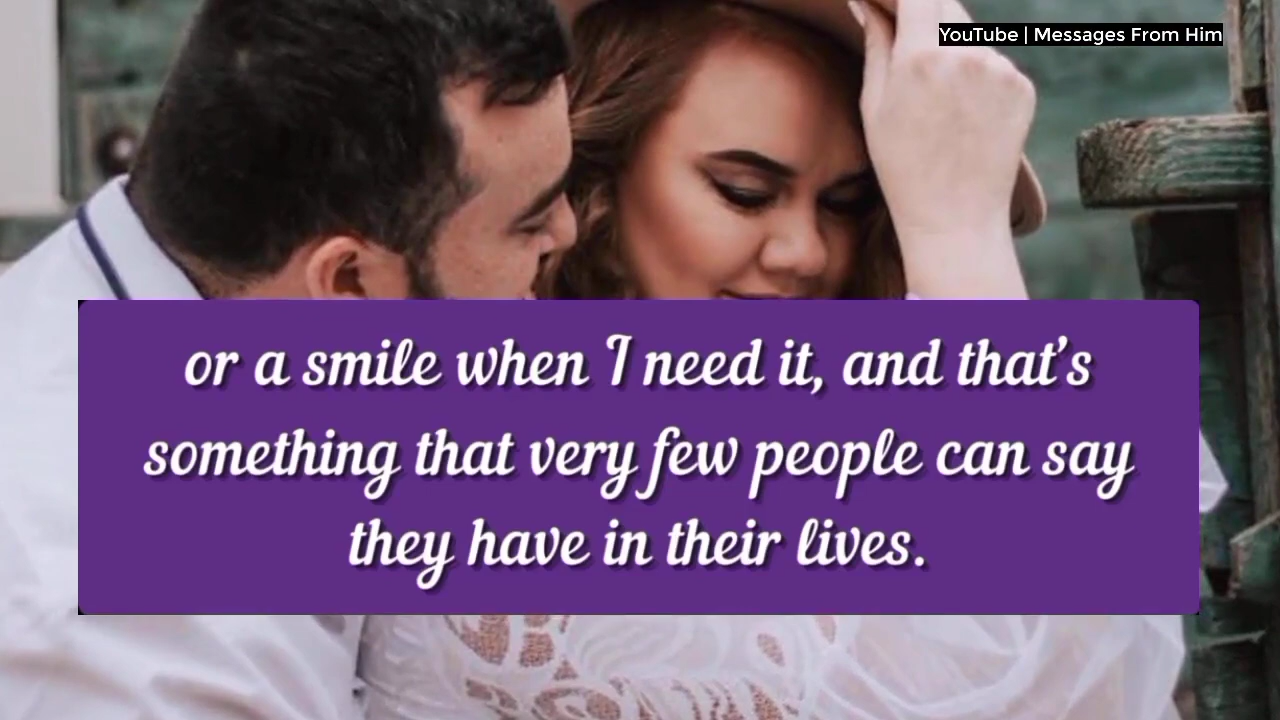 YouTube | Messages From Him
or a smile when I need it, and that's
something that very few people can say
they have in their lives.